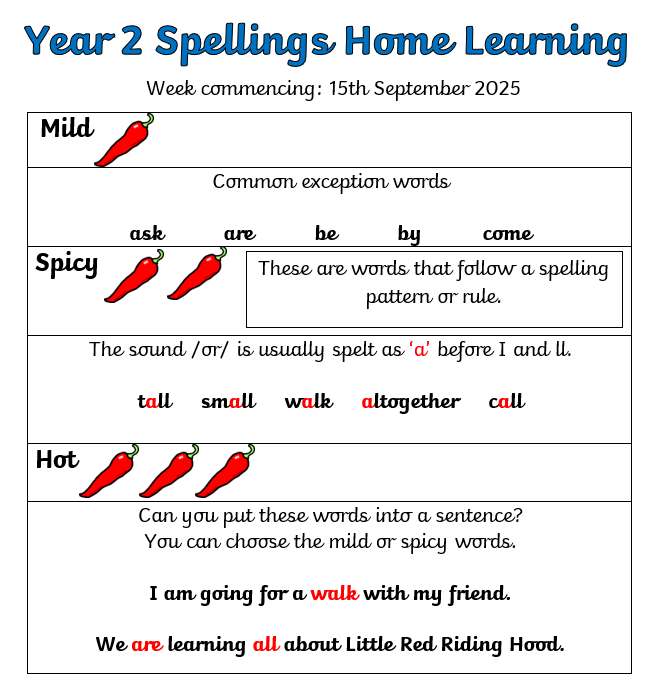 Year 2 Spellings Home Learning
Week commencing: 15th September 2025
Mild
Common exception words
ask are be by come
Spicy
These are words that follow a spelling
pattern or rule.
The sound /or/ is usually spelt as ‘a’ before I and ll.
tall small walk altogether call
Hot
Can you put these words into a sentence?
You can choose the mild or spicy words.
I am going for a walk with my friend.
We are learning all about Little Red Riding Hood.